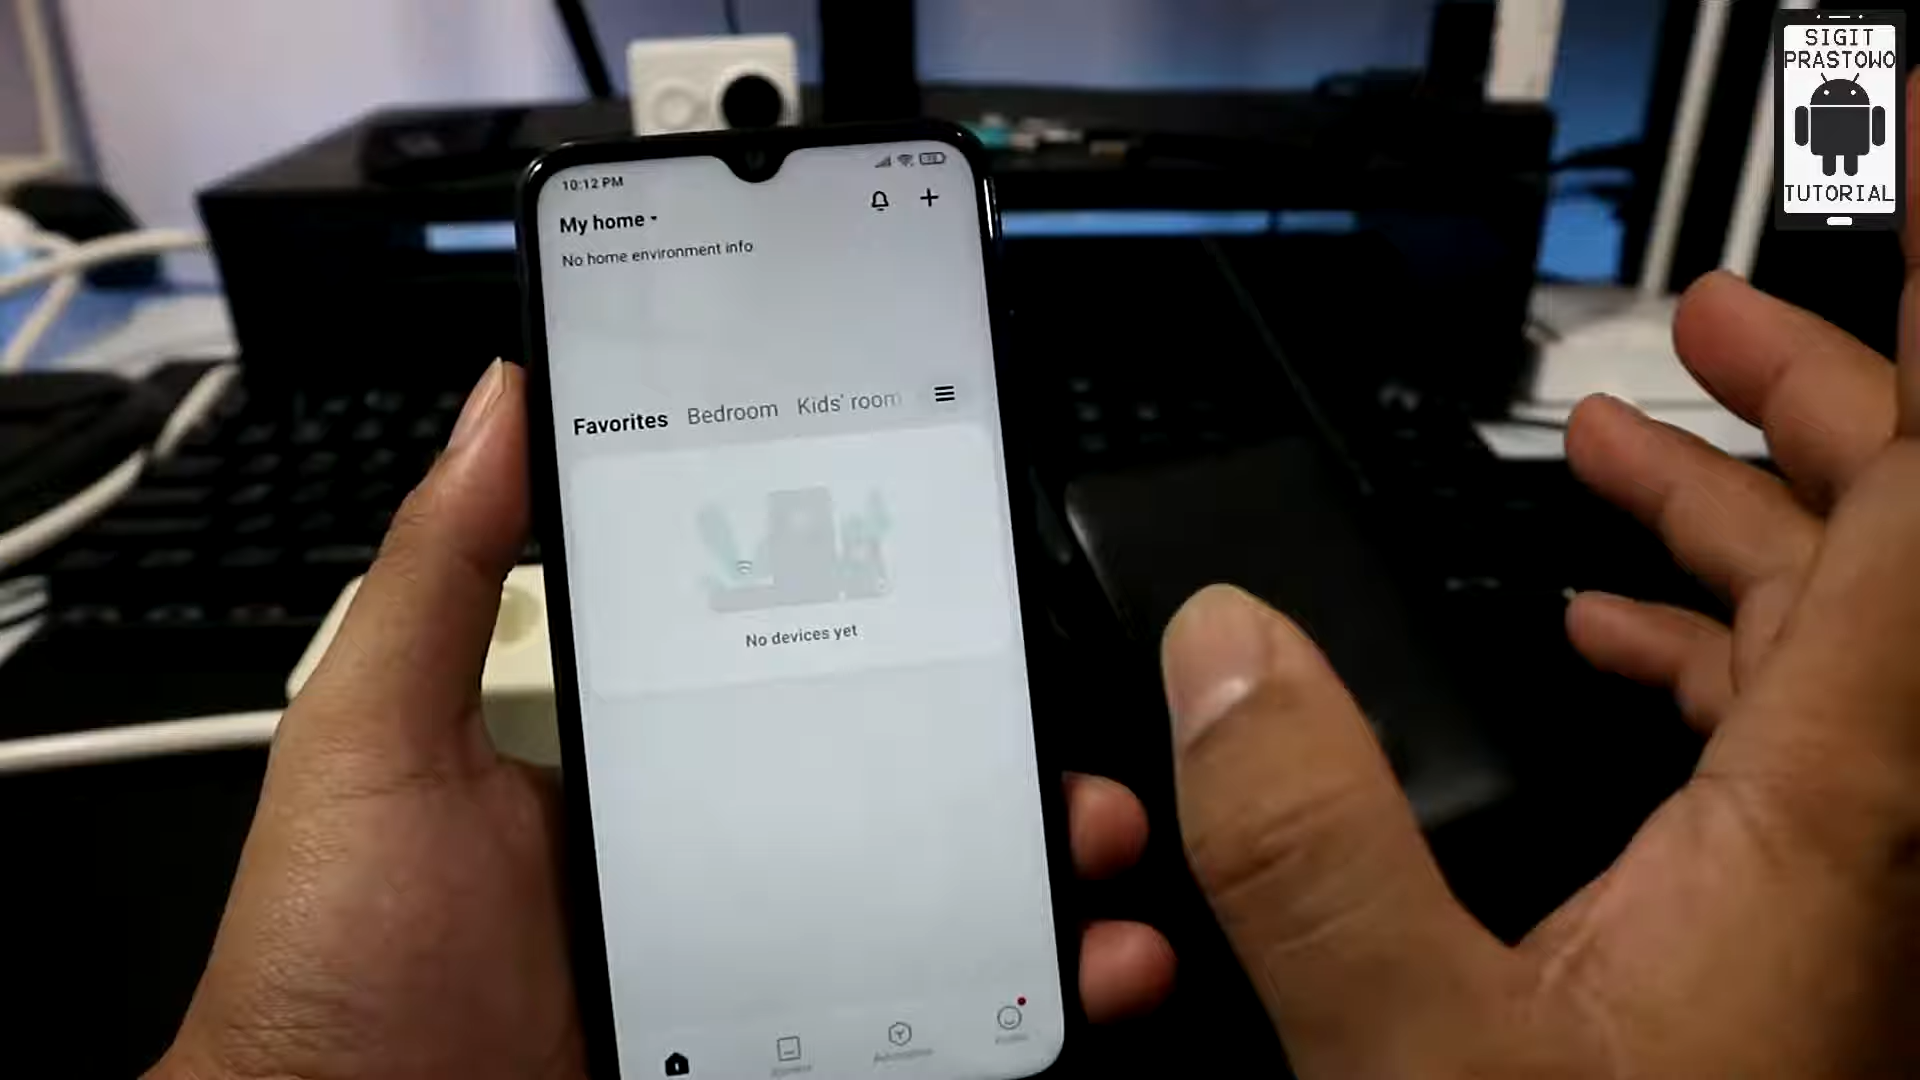 SIGIT
PRASTOWO
TUTORIAL
10:12 PM
My home
No home environment info
Favorites Bedroom Kids' room
No devices yet